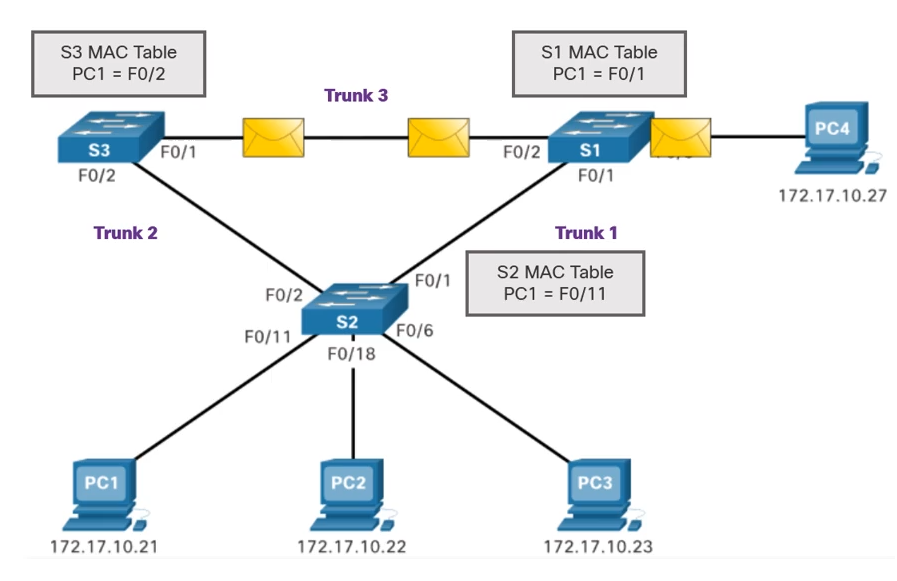 S3 MAC Table
PC1 = F0/2
S1 MAC Table
PC1 = F0/1
Trunk 3
S3
F0/1
F0/2
S1
PC4
F0/2
F0/1
172.17.10.27
Trunk 2
Trunk 1
S2 MAC Table
PC1 = F0/11
F0/2
F0/1
S2
F0/11
F0/6
F0/18
PC1
PC2
PC3
172.17.10.21
172.17.10.22
172.17.10.23